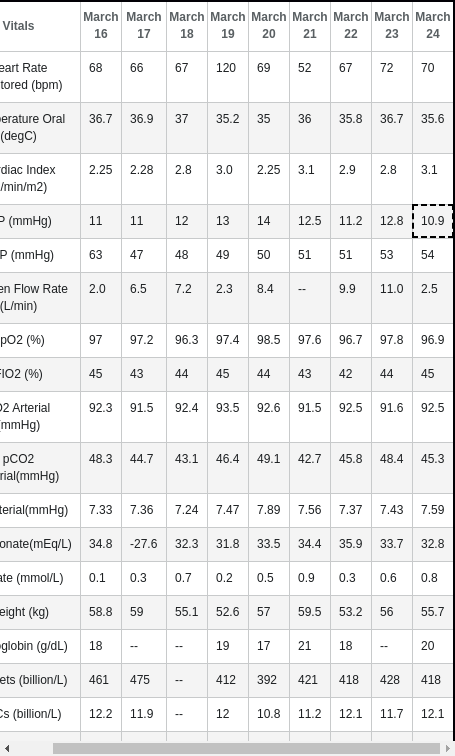 Vitals March 16 March 17 March 18 March 19 March 20 March 21 March 22 March 23 March 24
eart Rate
tored (bpm) 68 66 67 120 69 52 67 72 70
perature Oral
(degC) 36.7 36.9 37 35.2 35 36 35.8 36.7 35.6
rdiac Index
/min/m2) 2.25 2.28 2.8 3.0 2.25 3.1 2.9 2.8 3.1
P (mmHg) 11 11 12 13 14 12.5 11.2 12.8 10.9
P (mmHg) 63 47 48 49 50 51 51 53 54
en Flow Rate
(L/min) 2.0 6.5 7.2 2.3 8.4 -- 9.9 11.0 2.5
pO2 (%) 97 97.2 96.3 97.4 98.5 97.6 96.7 97.8 96.9
FIO2 (%) 45 43 44 45 44 43 42 44 45
O2 Arterial
(mmHg) 92.3 91.5 92.4 93.5 92.6 91.5 92.5 91.6 92.5
pCO2
rial(mmHg) 48.3 44.7 43.1 46.4 49.1 42.7 45.8 48.4 45.3
terial(mmHg) 7.33 7.36 7.24 7.47 7.89 7.56 7.37 7.43 7.59
onate(mEq/L) 34.8 -27.6 32.3 31.8 33.5 34.4 35.9 33.7 32.8
ate (mmol/L) 0.1 0.3 0.7 0.2 0.5 0.9 0.3 0.6 0.8
eight (kg) 58.8 59 55.1 52.6 57 59.5 53.2 56 55.7
oglobin (g/dL) 18 -- -- 19 17 21 18 -- 20
ets (billion/L) 461 475 -- 412 392 421 418 428 418
Cs (billion/L) 12.2 11.9 -- 12 10.8 11.2 12.1 11.7 12.1